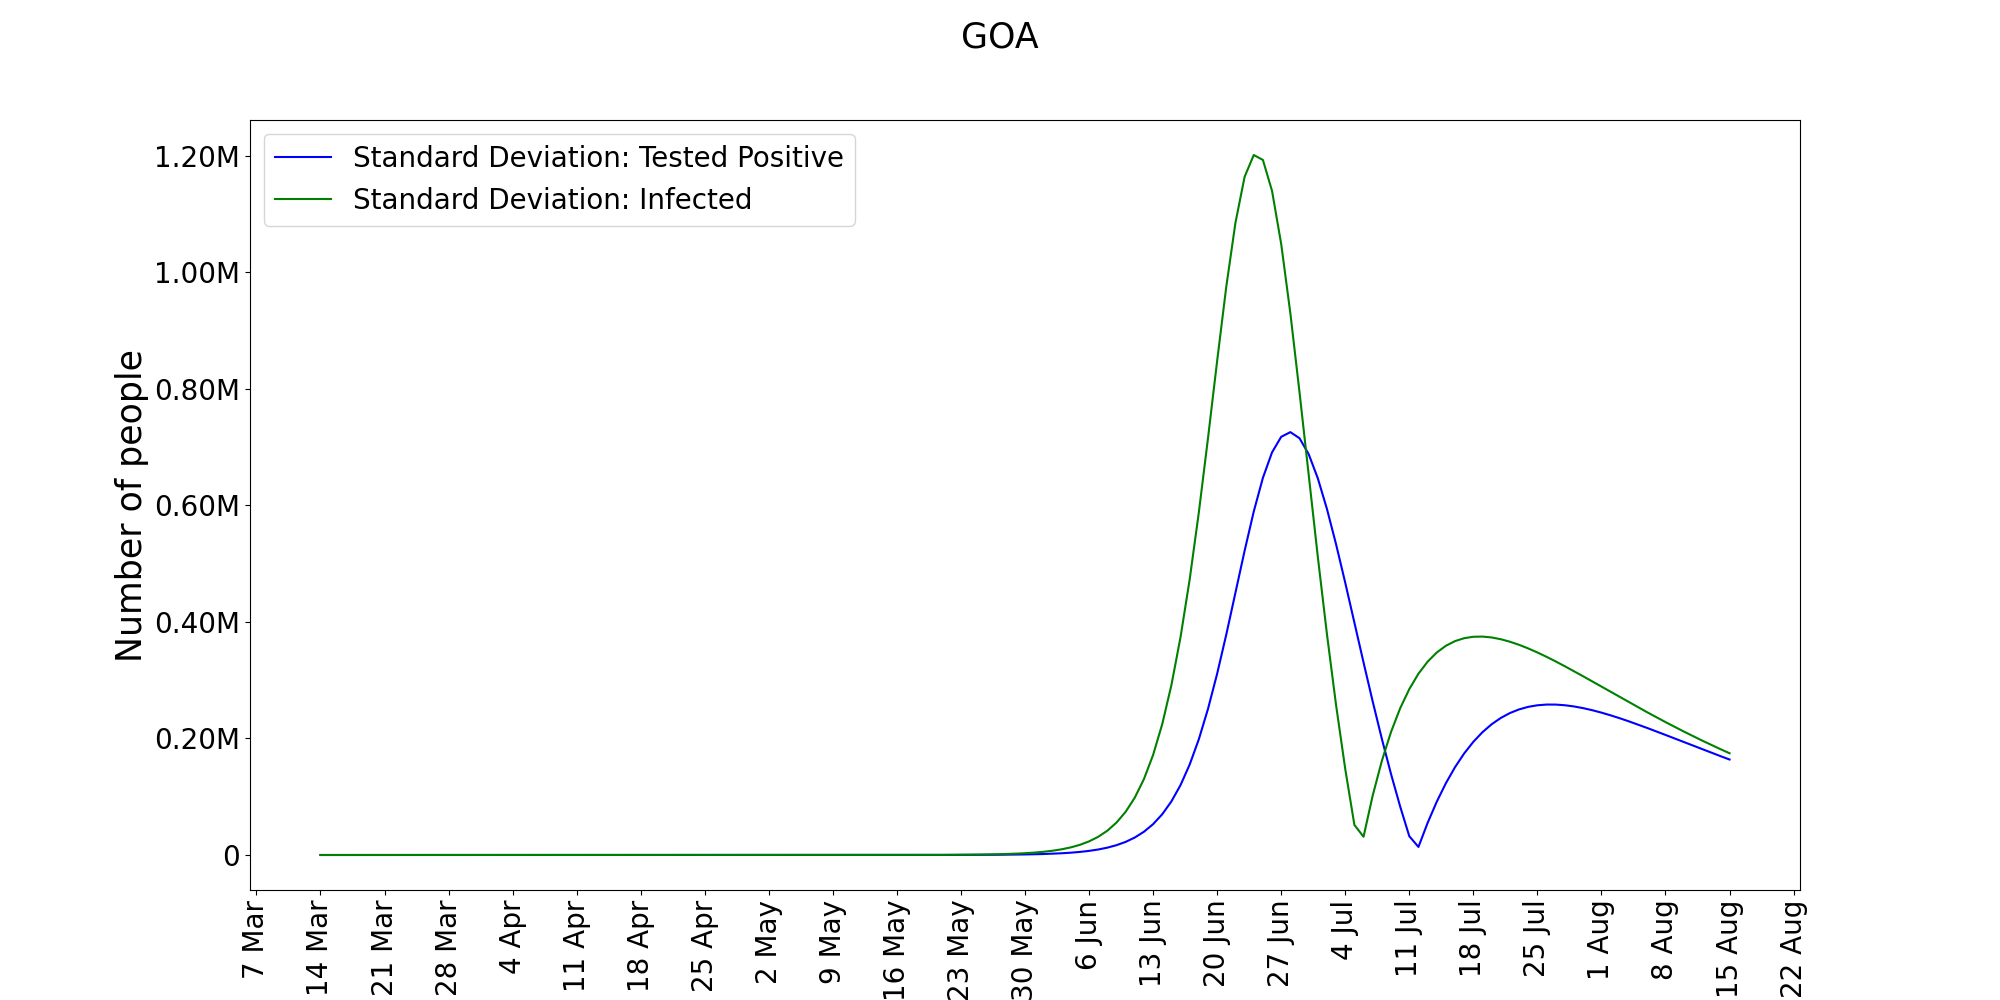 GOA
Standard Deviation: Tested Positive
Standard Deviation: Infected
1.20M
1.00M
0.80M
0.60M
0.40M
0.20M
0
Number of people
7 Mar
14 Mar
21 Mar
28 Mar
4 Apr
11 Apr
18 Apr
25 Apr
2 May
9 May
16 May
23 May
30 May
6 Jun
13 Jun
20 Jun
27 Jun
4 Jul
11 Jul
18 Jul
25 Jul
1 Aug
8 Aug
15 Aug
22 Aug